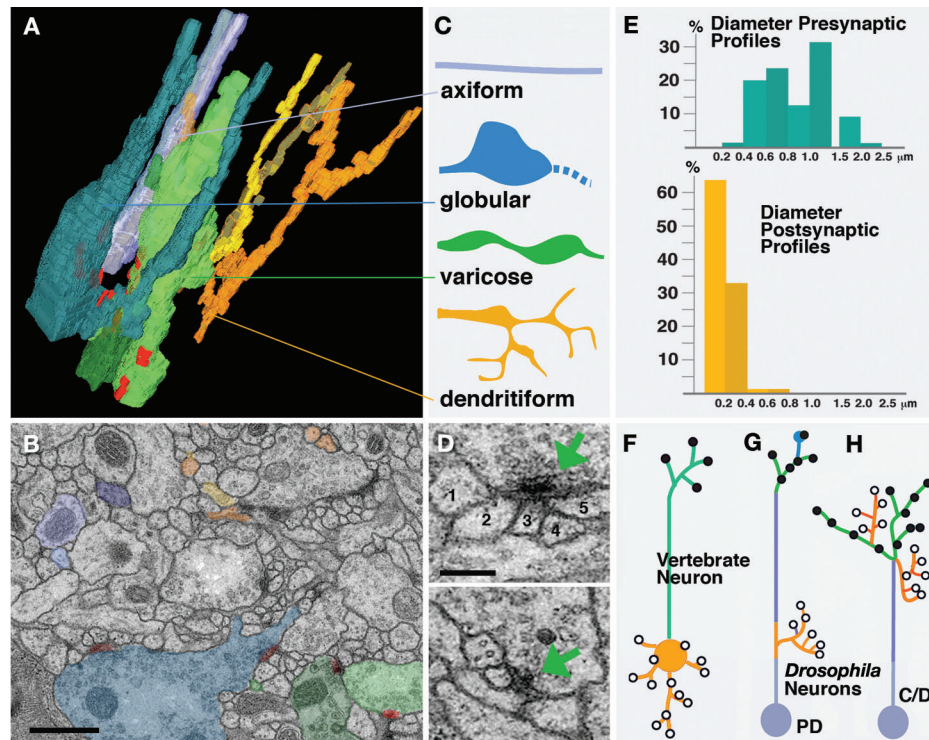 A
C
axiform
globular
varicose
dendritiform
E
% Diameter Presynaptic
Profiles
30
20
10
0.2 0.4 0.6 0.8 1.0 1.5 2.0 2.5 μm
%
60
50
40
30
20
10
Diameter
Postsynaptic
Profiles
0.2 0.4 0.6 0.8 1.0 1.5 2.0 2.5 μm
B
D
1
2
3
4
5
F
G
H
Vertebrate
Neuron
Drosophila
Neurons
PD
C/D